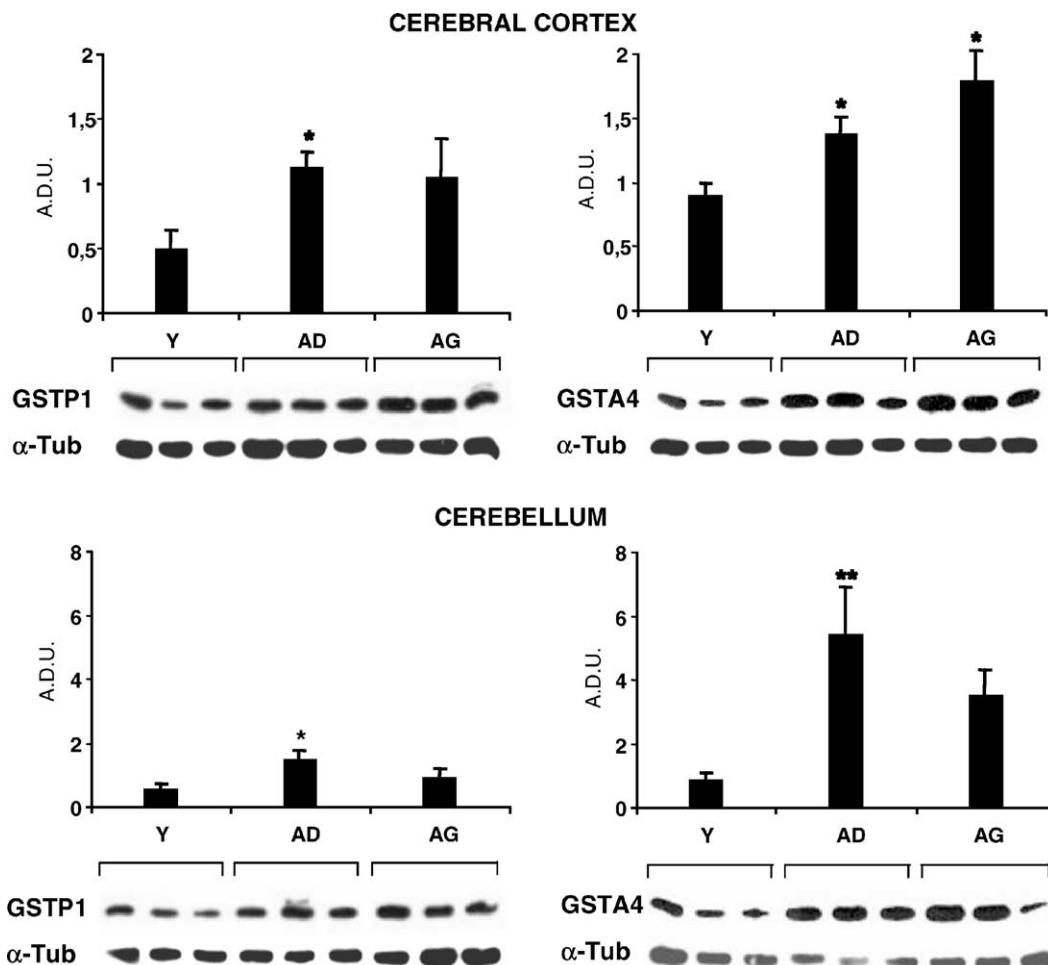 CEREBRAL CORTEX
2
1,5
1
0,5
0
A.D.U.
*
Y AD AG
GSTP1
α-Tub
2
1,5
1
0,5
0
A.D.U.
*
*
Y AD AG
GSTA4
α-Tub
CEREBELLUM
8
6
4
2
0
A.D.U.
*
Y AD AG
GSTP1
α-Tub
8
6
4
2
0
A.D.U.
**
Y AD AG
GSTA4
α-Tub